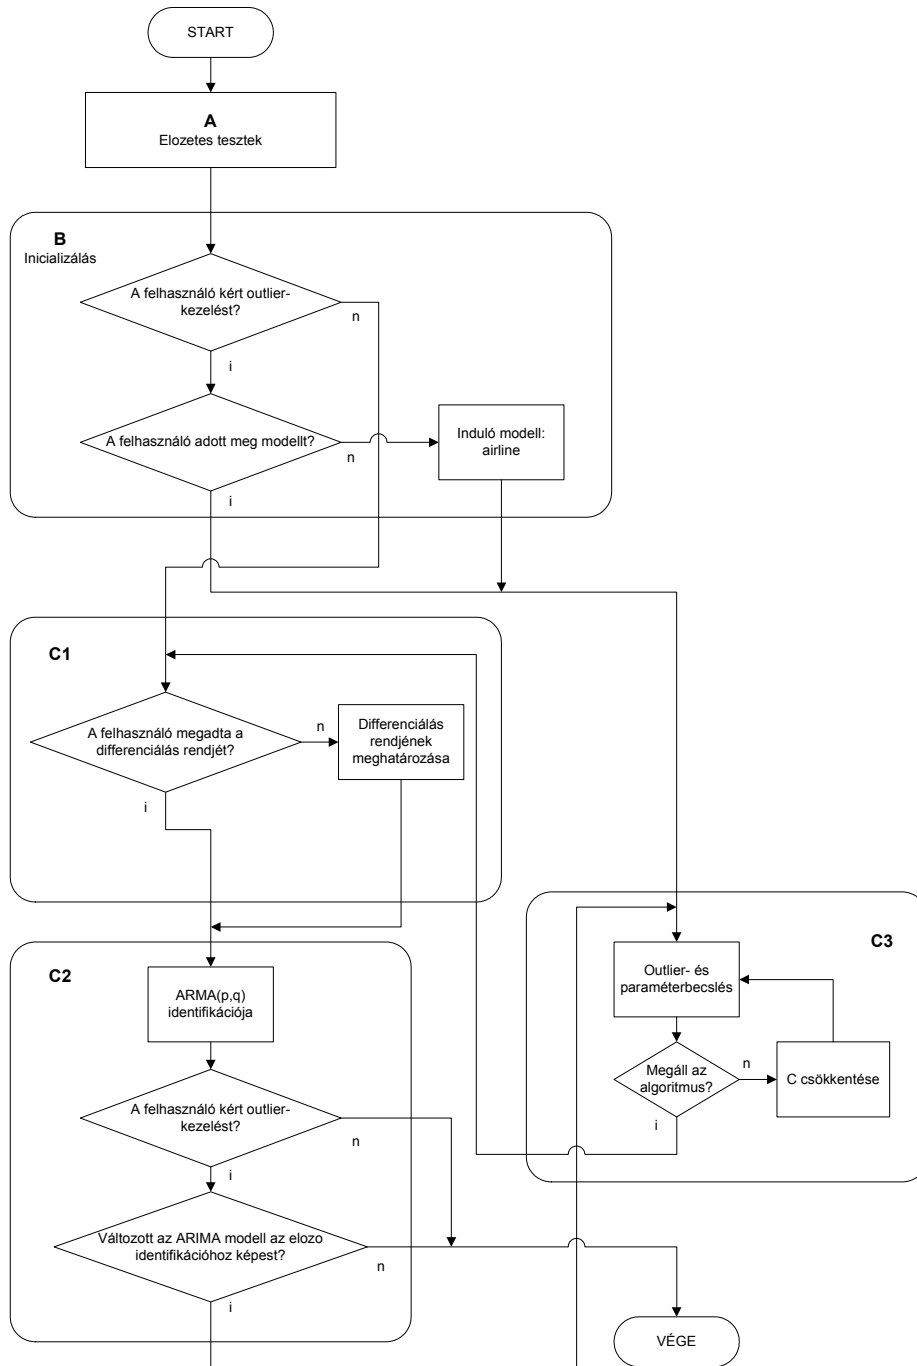 START
A
Elozetes tesztek
B
Inicializálás
A felhasználó kért outlier-
kezelést?
n
i
A felhasználó adott meg modellt?
n
i
Induló modell:
airline
C1
A felhasználó megadta a
differenciálás rendjét?
n
i
Differenciálás
rendjének
meghatározása
C2
ARMA(p,q)
identifikációja
A felhasználó kért outlier-
kezelést?
n
i
Változott az ARIMA modell az elozo
identifikációhoz képest?
n
i
C3
Outlier- és
paraméterbecslés
Megáll az
algoritmus?
n
i
C csökkentése
VÉGE